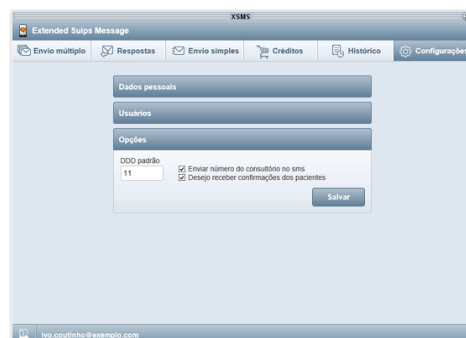 XSMS
Extended Suips Message
Envio múltiplo
Respostas
Envio simples
Créditos
Histórico
Configurações
Dados pessoais
Usuários
Opções
DDD padrão
11
Enviar número do consultório no sms
Desejo receber confirmações dos pacientes
Salvar
ivo.coutinho@exemplo.com